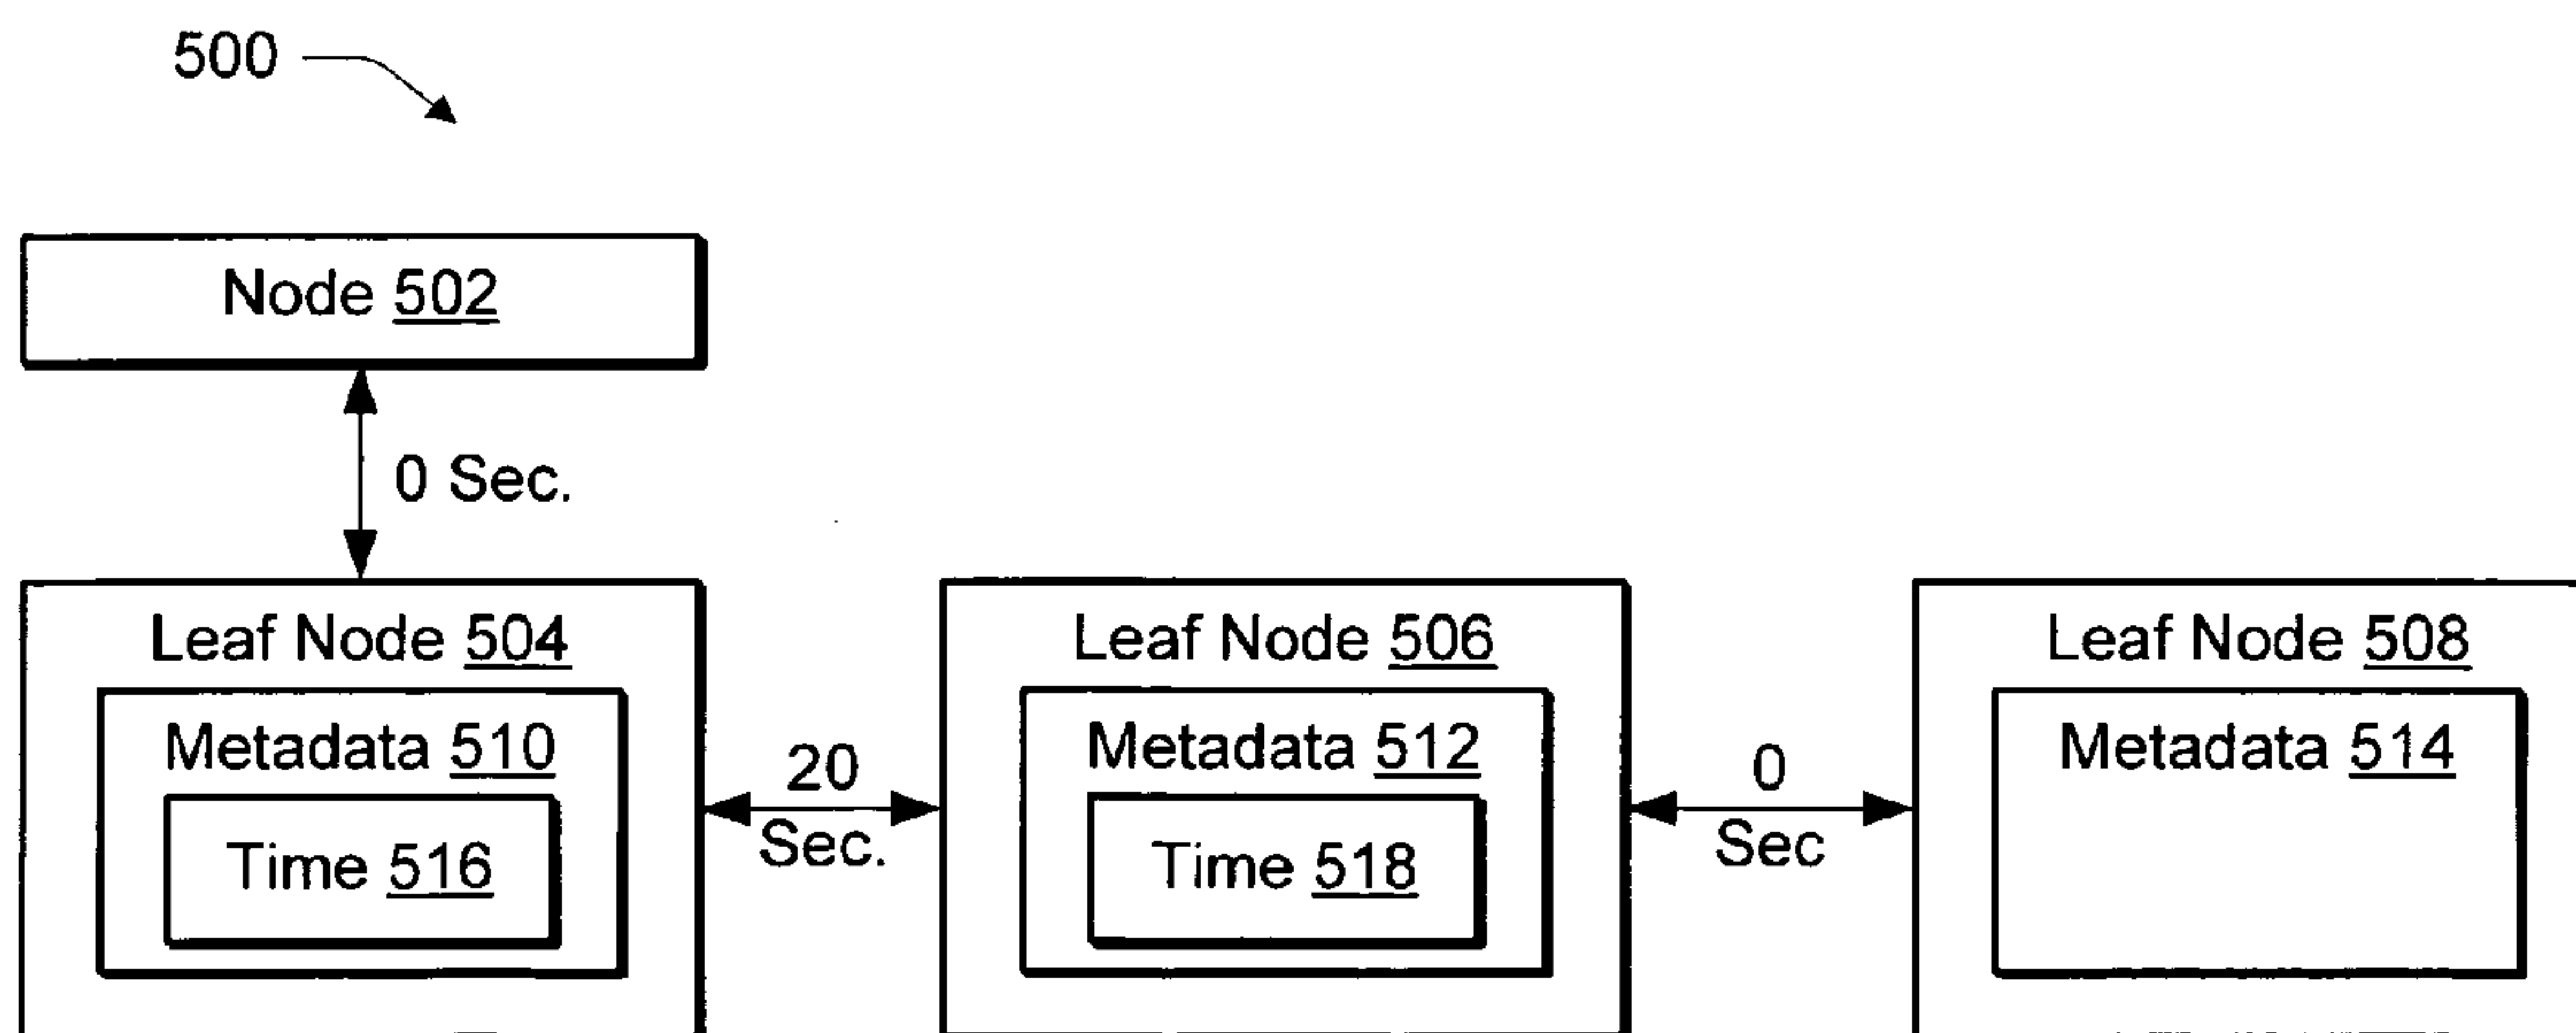 500
Node 502
0 Sec.
Leaf Node 504
Leaf Node 506
Leaf Node 508
Metadata 510
Metadata 512
Metadata 514
20
Sec.
0
Sec
Time 516
Time 518